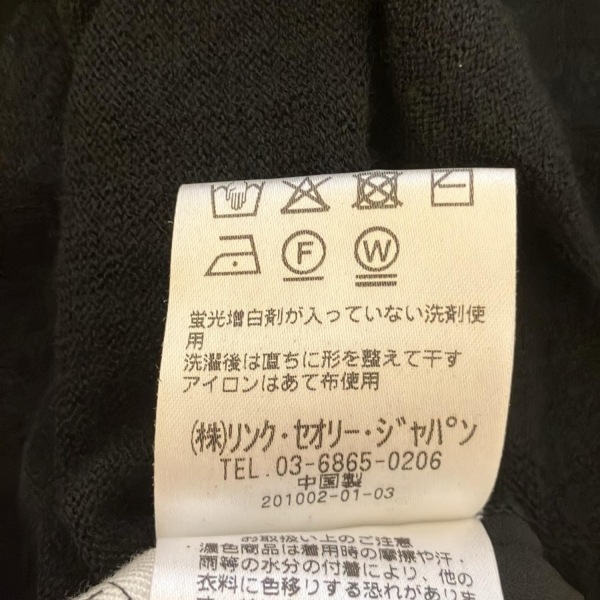 F W
蛍光増白剤が入っていない洗剤使
用
洗濯後は直ちに形を整えて干す
アイロンはあて布使用
(株)リンク・セオリー・ジャパン
TEL.03-6865-0206
中国製
201002-01-03
お取扱い上のご注意
濃色商品は着用時の摩擦や汗・
雨等の水分の付着により、他の
衣料に色移りする恐れがありま